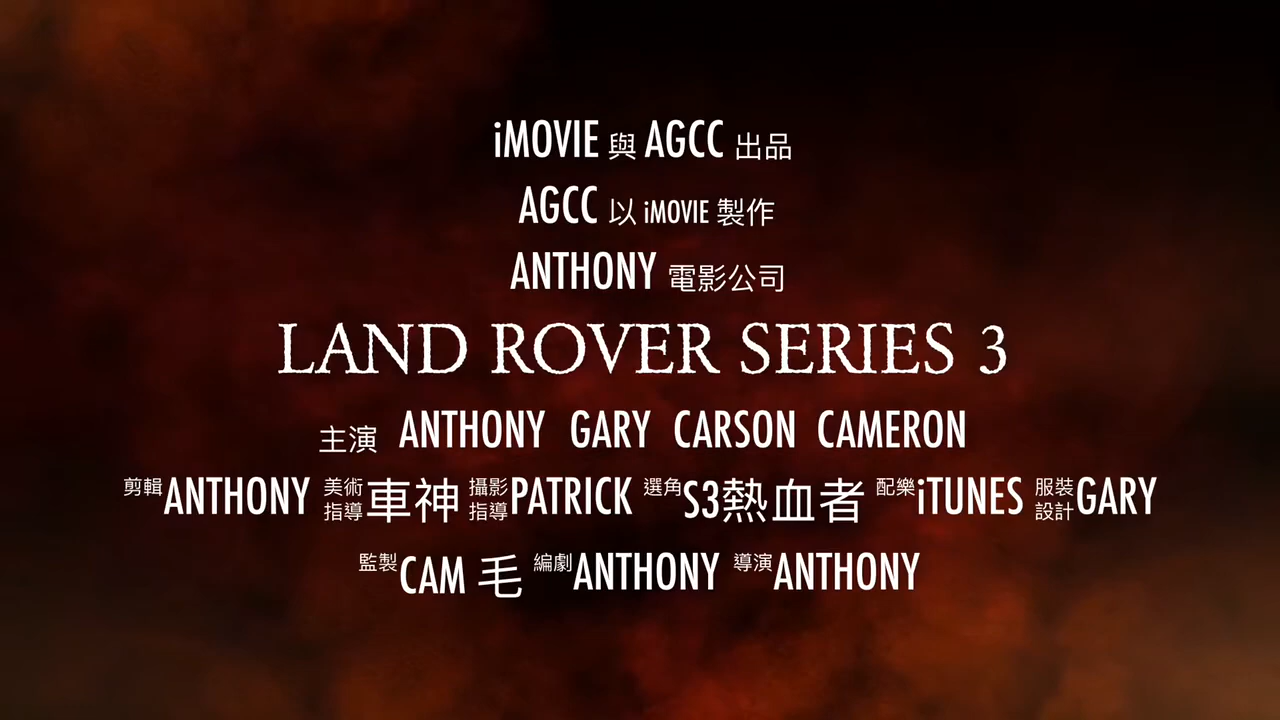 iMOVIE 與 AGCC 出品
AGCC 以 iMOVIE 製作
ANTHONY 電影公司
LAND ROVER SERIES 3
主演 ANTHONY GARY CARSON CAMERON
剪輯 ANTHONY 美術指導 車神 攝影指導 PATRICK 選角 S3熱血者 配樂 iTUNES 服裝設計 GARY
監製 CAM 毛 編劇 ANTHONY 導演 ANTHONY